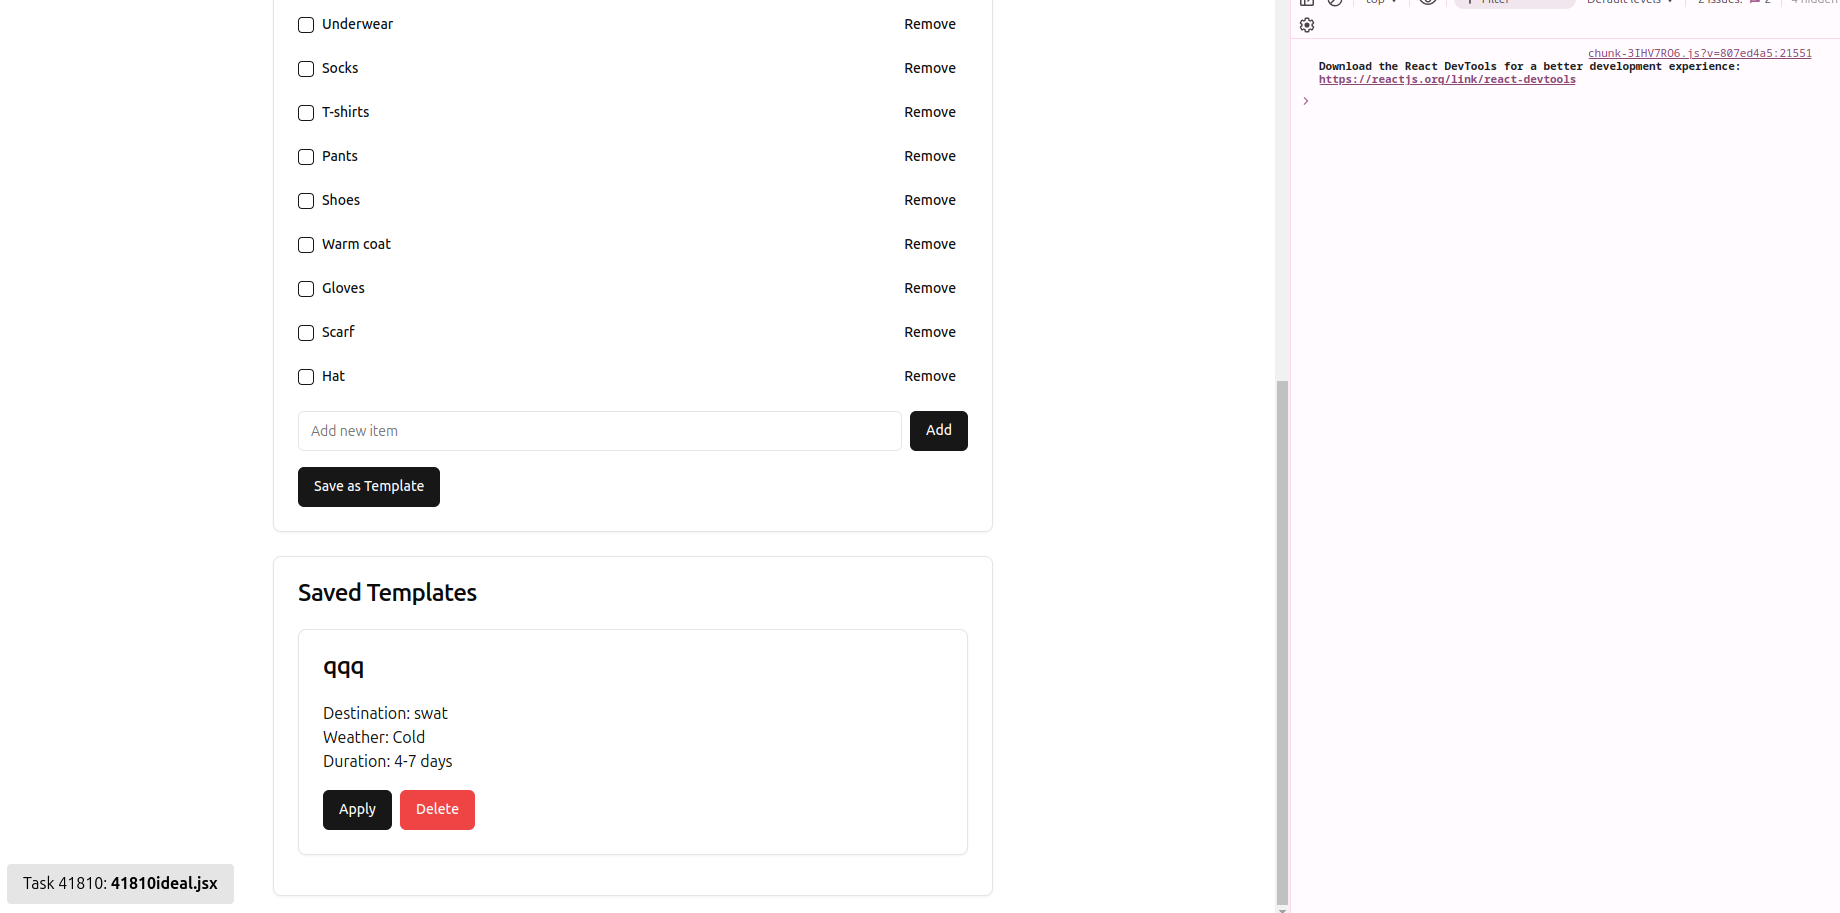 Underwear Remove
Socks Remove
T-shirts Remove
Pants Remove
Shoes Remove
Warm coat Remove
Gloves Remove
Scarf Remove
Hat Remove
Add new item Add
Save as Template
Saved Templates
qqq
Destination: swat
Weather: Cold
Duration: 4-7 days
Apply Delete
Task 41810: 41810ideal.jsx
chunk-3IHV7RO6.js?v=807ed4a5:21551
Download the React DevTools for a better development experience:
https://reactjs.org/link/react-devtools